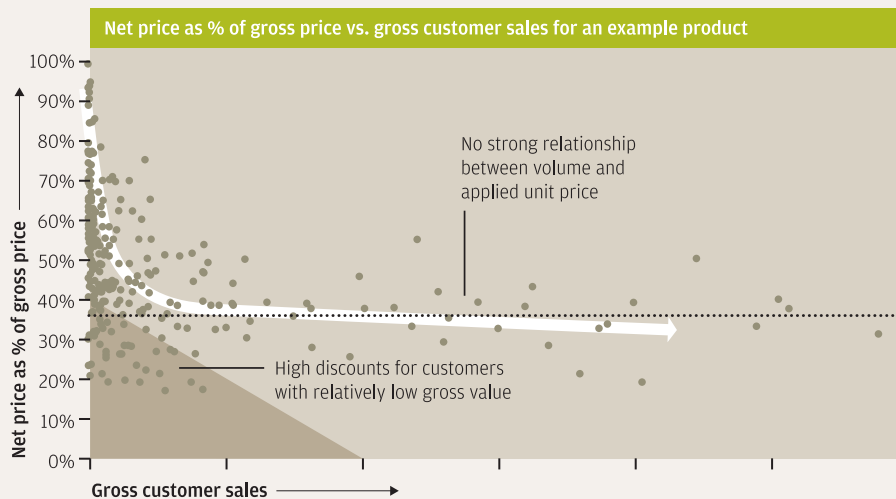 Net price as % of gross price vs. gross customer sales for an example product
100%
90%
80%
70%
60%
50%
40%
30%
20%
10%
0%
Net price as % of gross price
No strong relationship
between volume and
applied unit price
High discounts for customers
with relatively low gross value
Gross customer sales